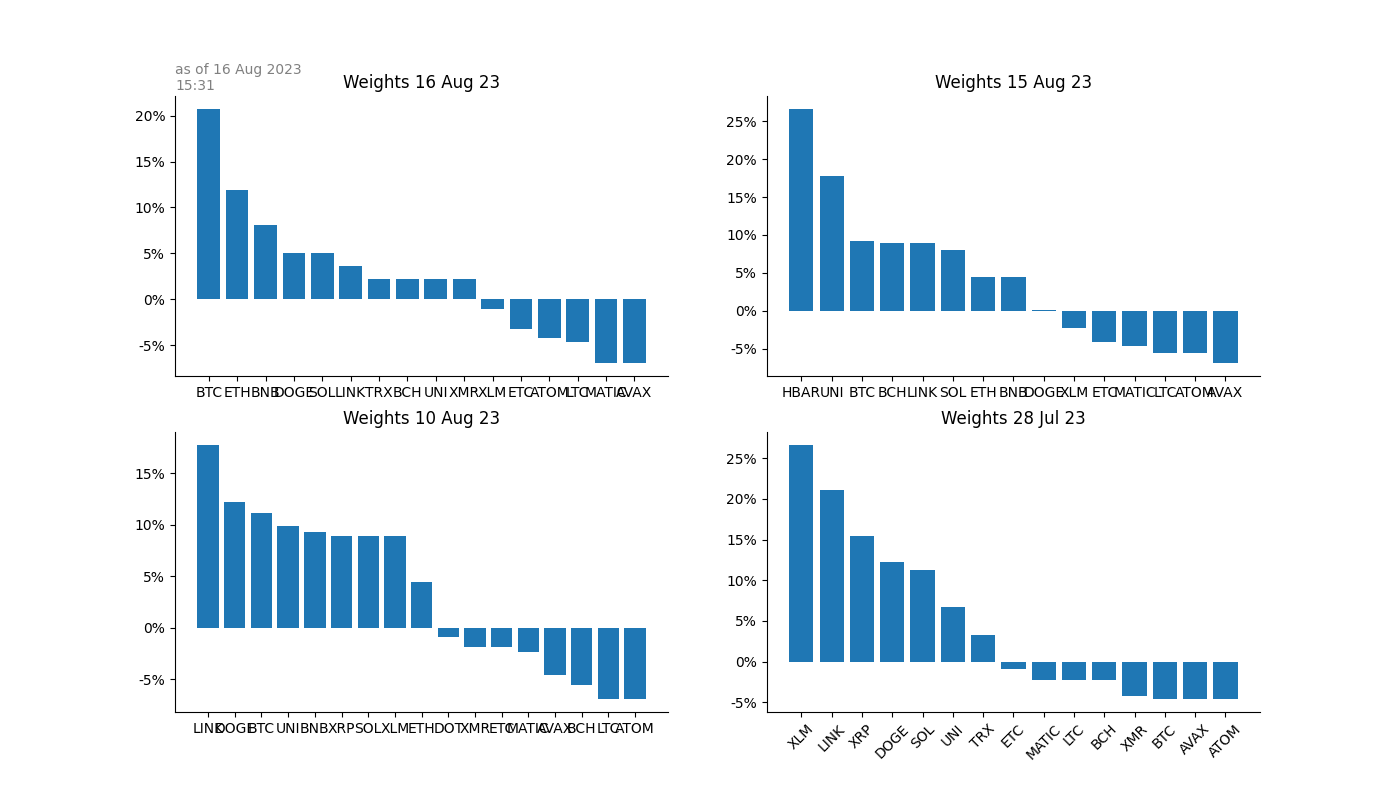 as of 16 Aug 2023
15:31
Weights 16 Aug 23
20%
15%
10%
5%
0%
-5%
BTC ETH BNB DOGE SOL LINK TRX BCH UNI XMR XLM ETC ATOM LTC MATIC AVAX
Weights 15 Aug 23
25%
20%
15%
10%
5%
0%
-5%
HBAR UNI BTC BCH LINK SOL ETH BNB DOGE XLM ETC MATIC LTC ATOM AVAX
Weights 10 Aug 23
15%
10%
5%
0%
-5%
LINK DOGE BTC UNI BNB XRP SOL XLM ETH DOT XMR ETC MATIC AVAX BCH LTC ATOM
Weights 28 Jul 23
25%
20%
15%
10%
5%
0%
-5%
XLM LINK XRP DOGE SOL UNI TRX ETC MATIC LTC BCH XMR BTC AVAX ATOM